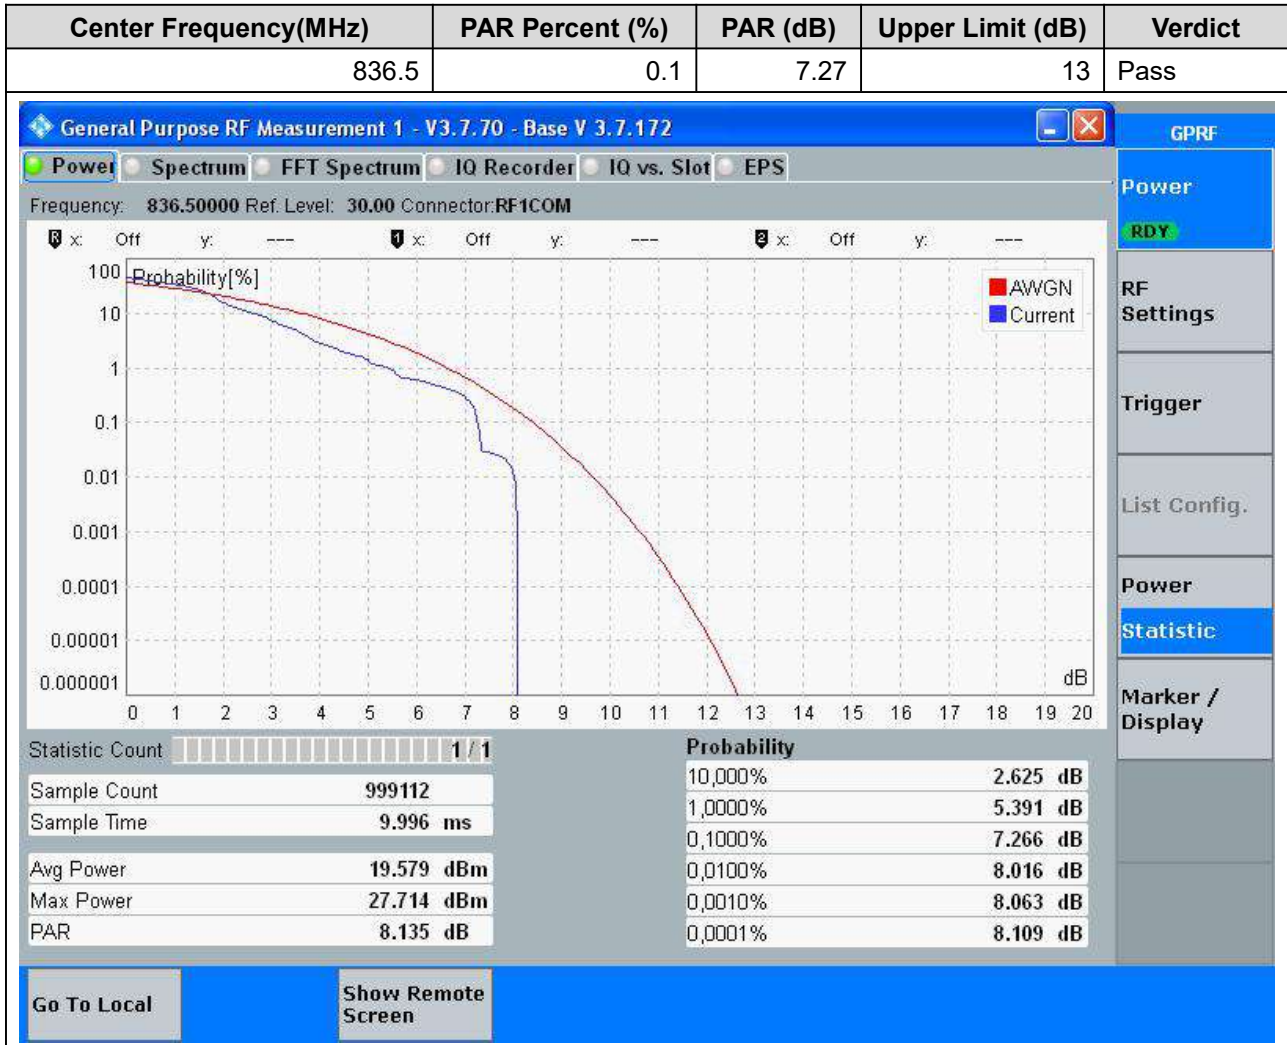 Center Frequency(MHz) PAR Percent (%) PAR (dB) Upper Limit (dB) Verdict
836.5 0.1 7.27 13 Pass
General Purpose RF Measurement 1 - V3.7.70 - Base V 3.7.172
Power Spectrum FFT Spectrum IQ Recorder IQ vs. Slot EPS
Frequency: 836.50000 Ref. Level: 30.00 Connector:RF1COM
R x: Off y: --- 1 x: Off y: --- 2 x: Off y: ---
Probability[%]
AWGN
Current
100
10
1
0.1
0.01
0.001
0.0001
0.00001
0.000001
dB
0 1 2 3 4 5 6 7 8 9 10 11 12 13 14 15 16 17 18 19 20
Statistic Count 1 / 1
Sample Count 999112
Sample Time 9.996 ms
Avg Power 19.579 dBm
Max Power 27.714 dBm
PAR 8.135 dB
Probability
10,000% 2.625 dB
1,0000% 5.391 dB
0,1000% 7.266 dB
0,0100% 8.016 dB
0,0010% 8.063 dB
0,0001% 8.109 dB
GPRF
Power
RDY
RF
Settings
Trigger
List Config.
Power
Statistic
Marker /
Display
Go To Local
Show Remote
Screen